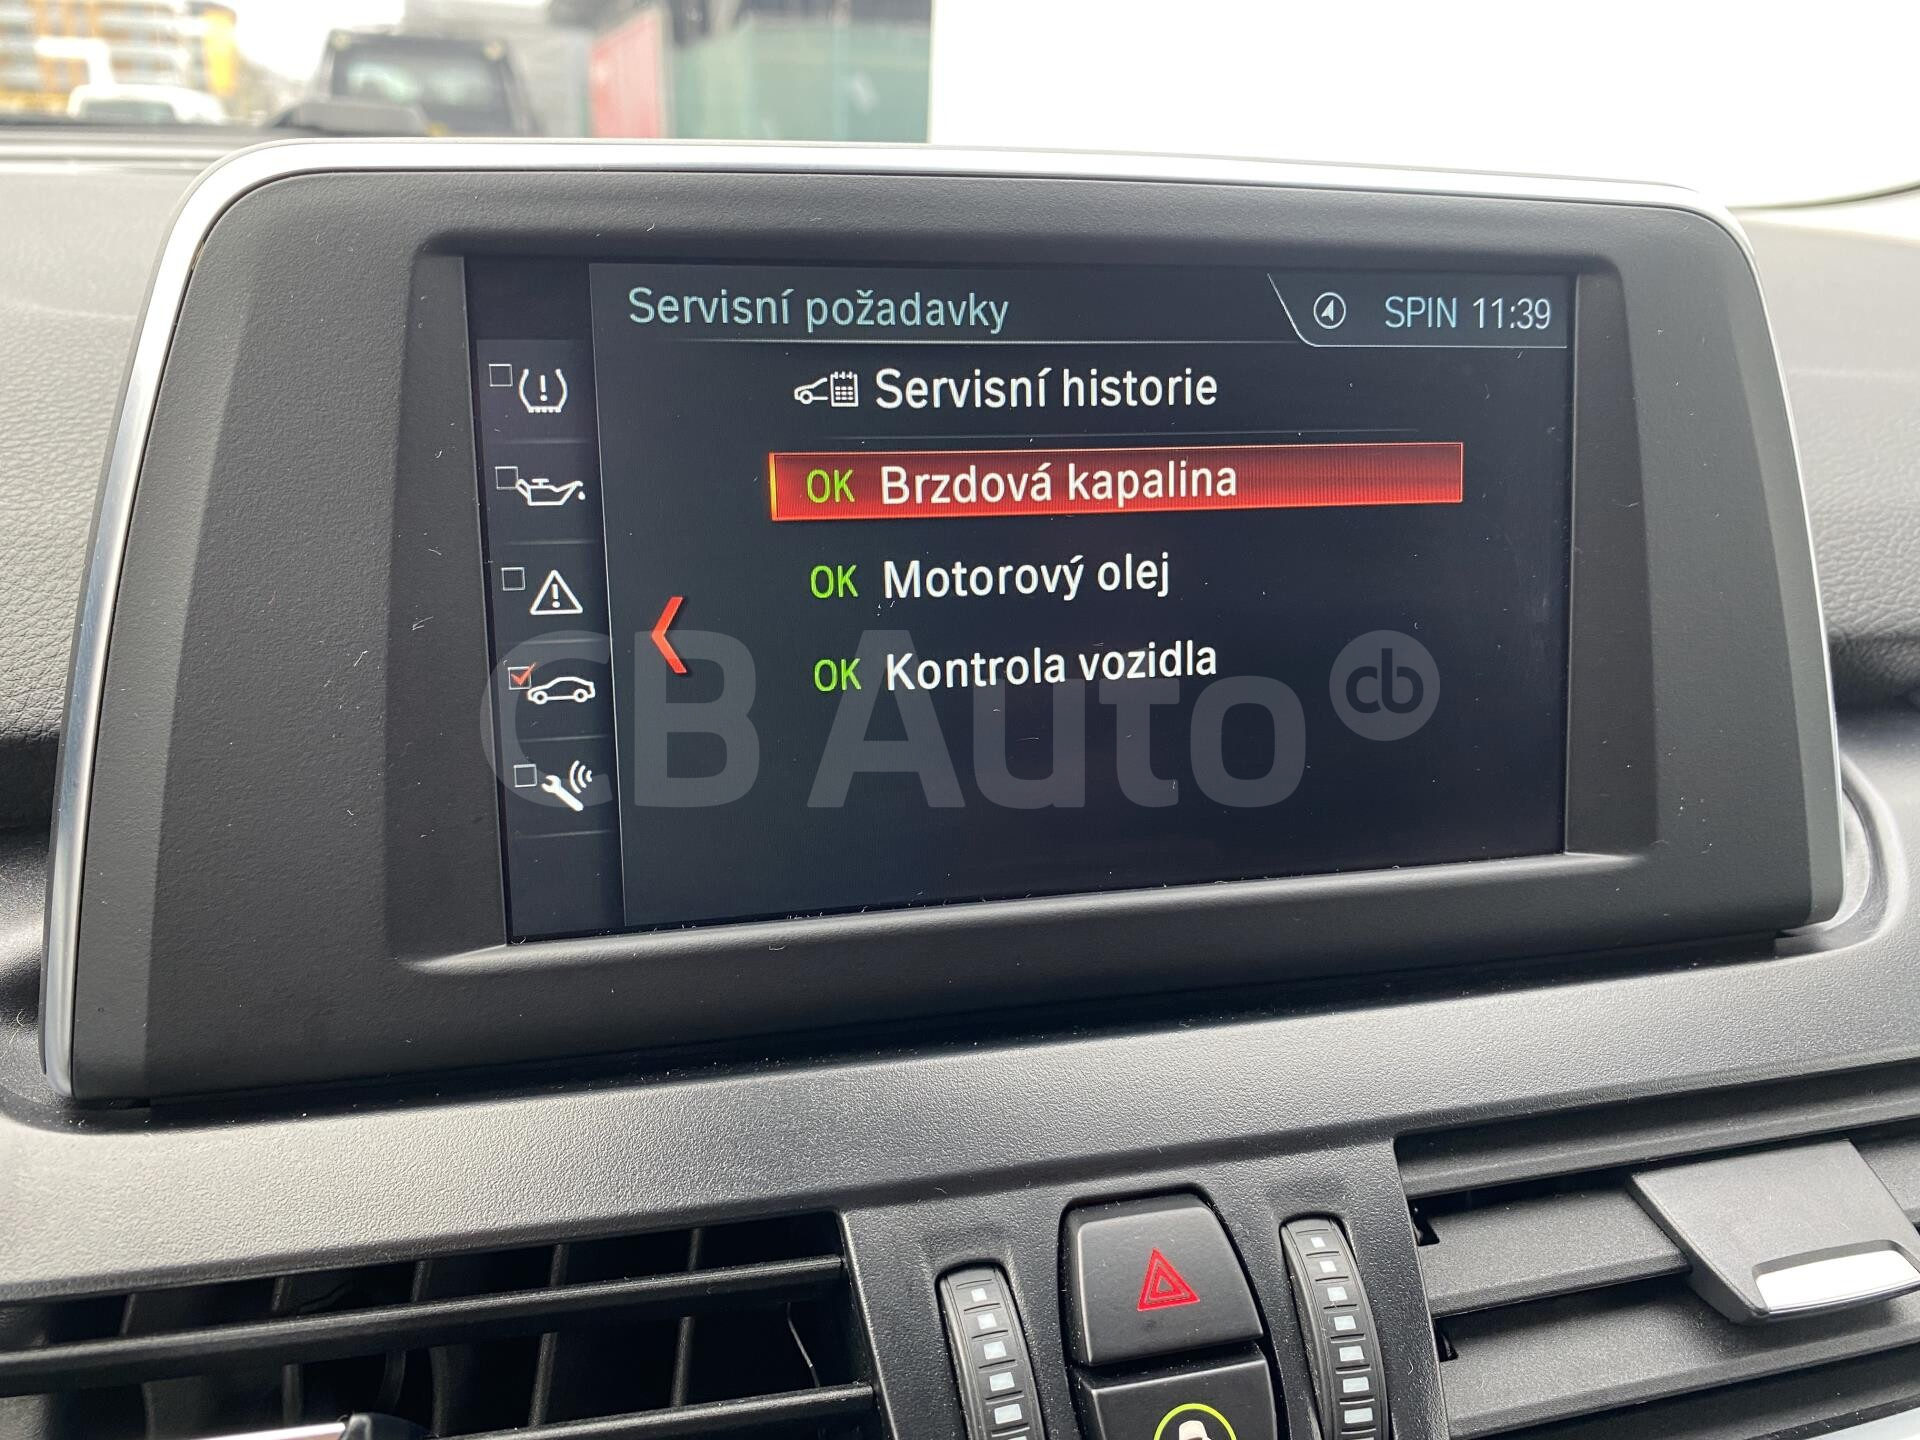 Servisní požadavky
SPIN 11:39
Servisní historie
OK Brzdová kapalina
OK Motorový olej
OK Kontrola vozidla
CB Auto cb